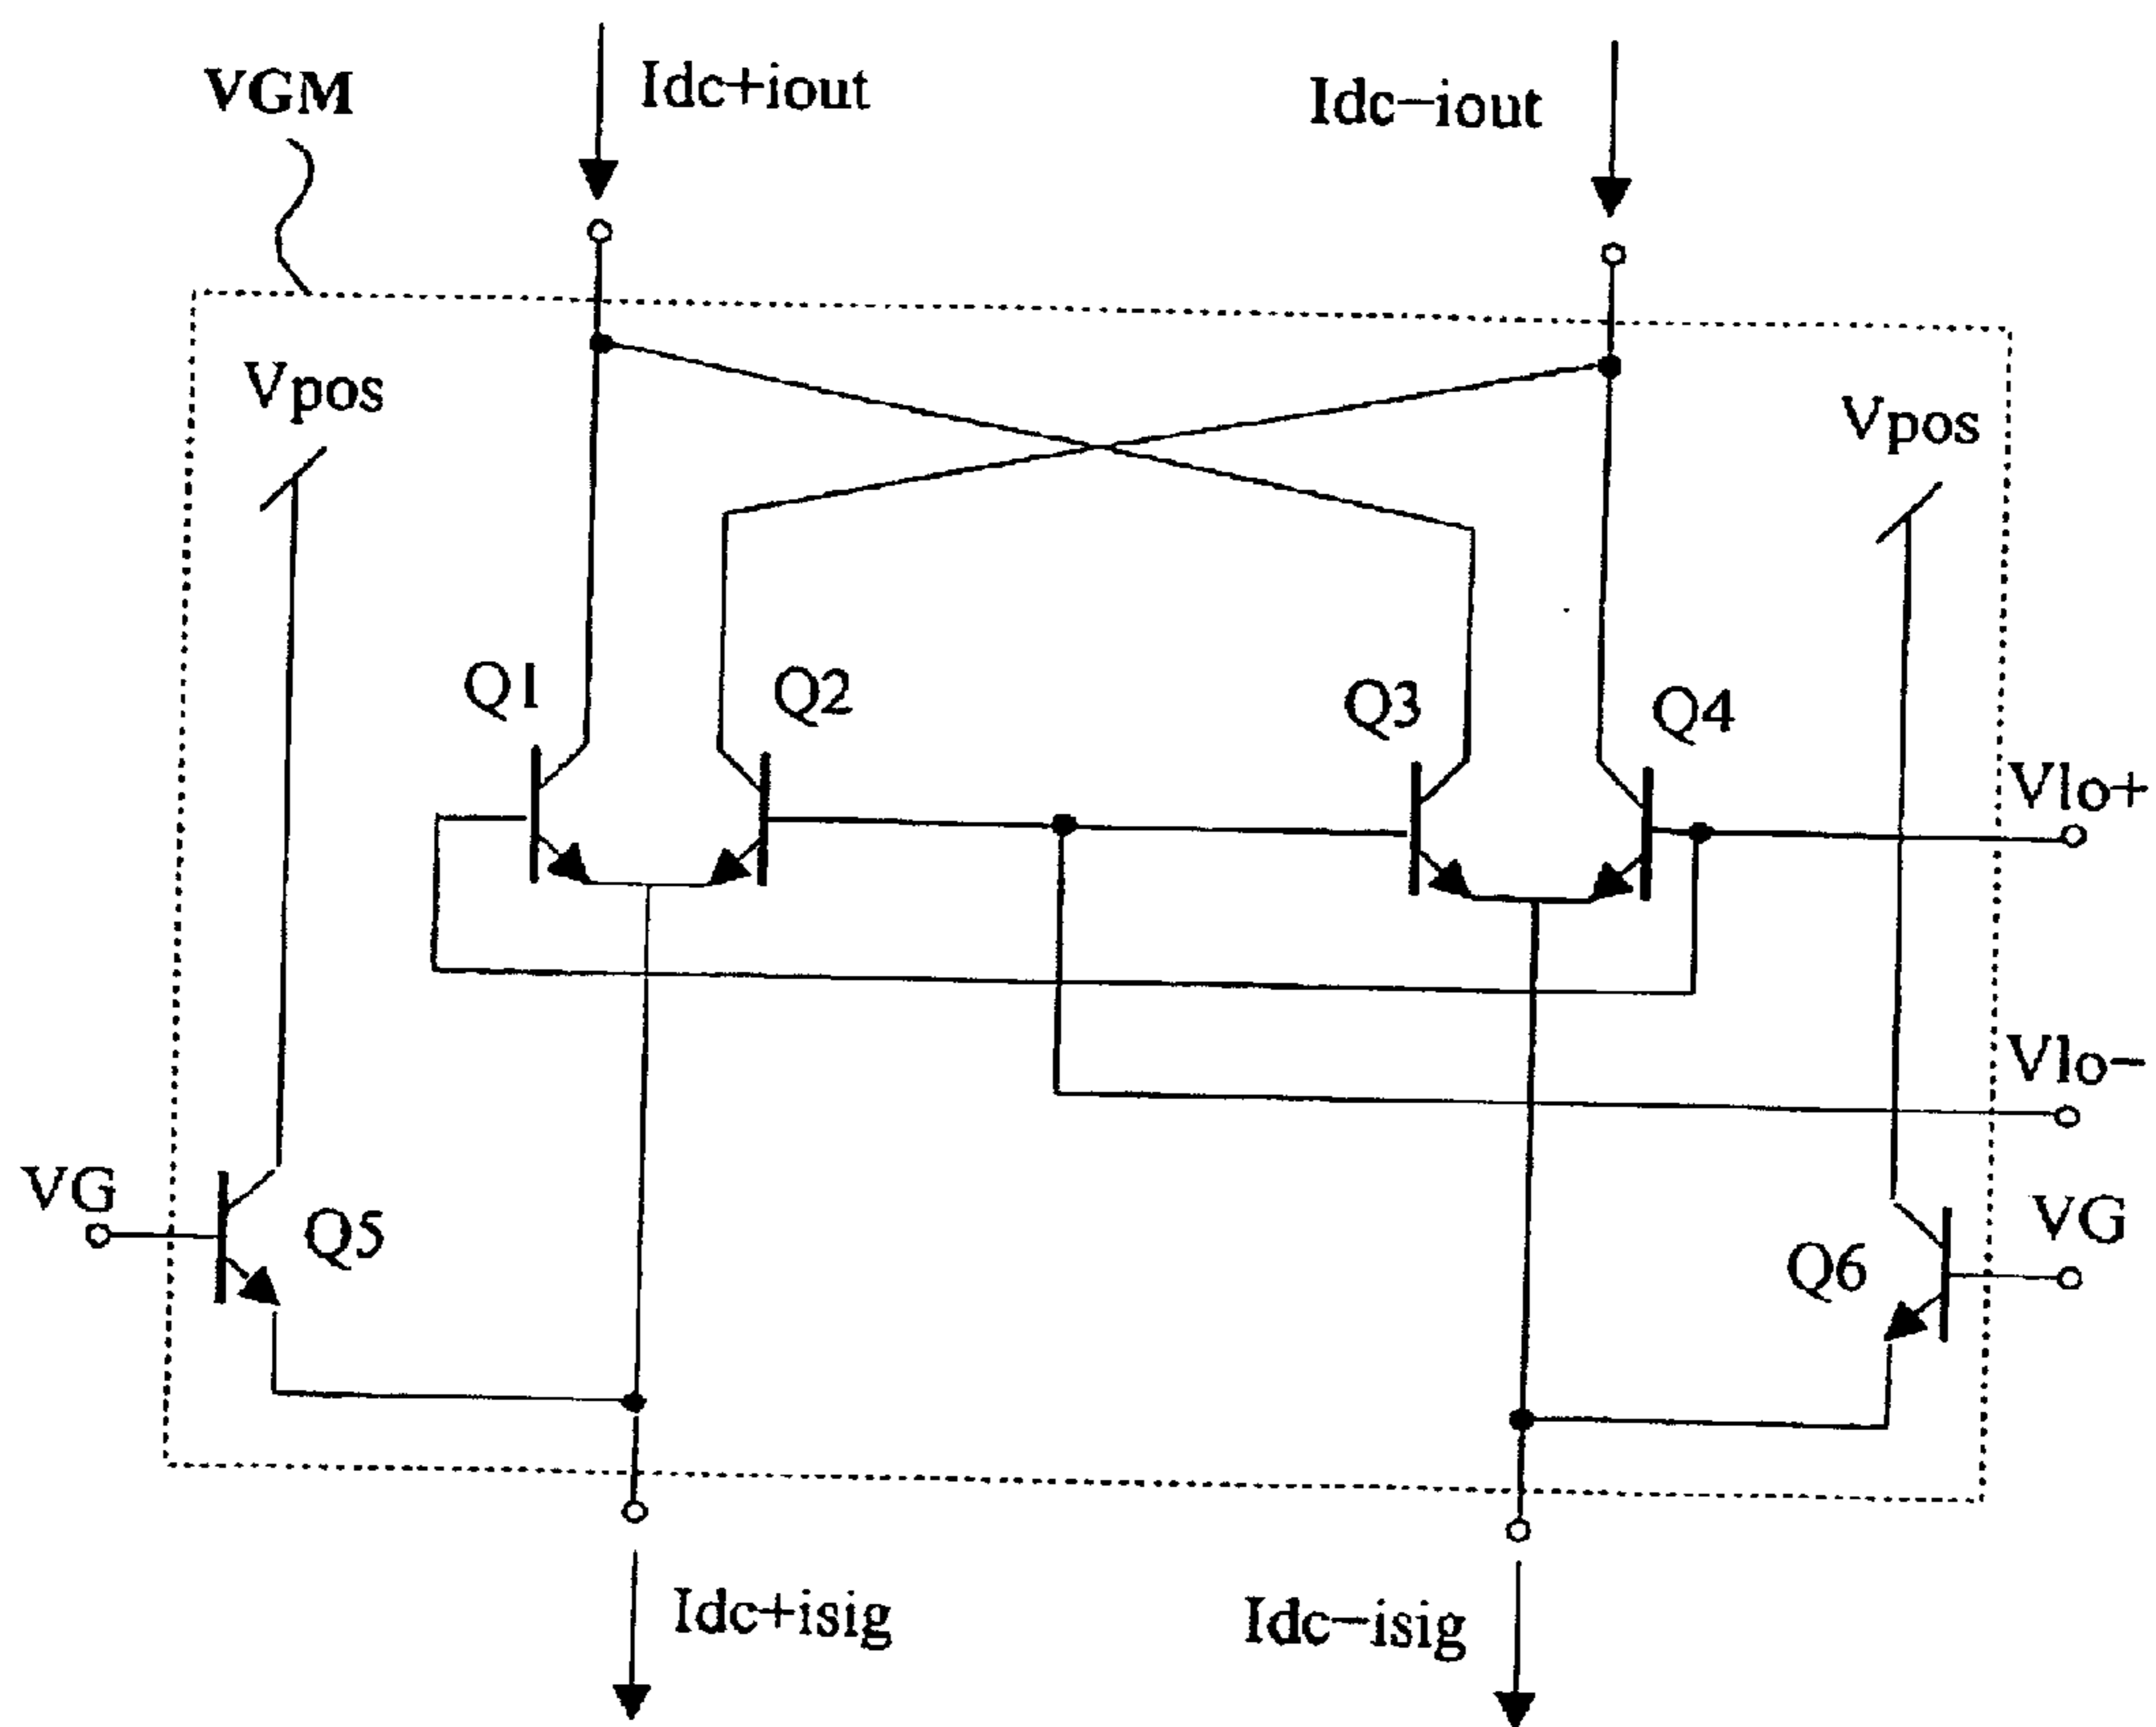 Idc+iout
VGM
Idc−iout
Vpos
Vpos
Q1
Q2
Q3
Q4
Vlo+
Vlo−
VG
Q5
VG
Q6
Idc+isig
Idc−isig